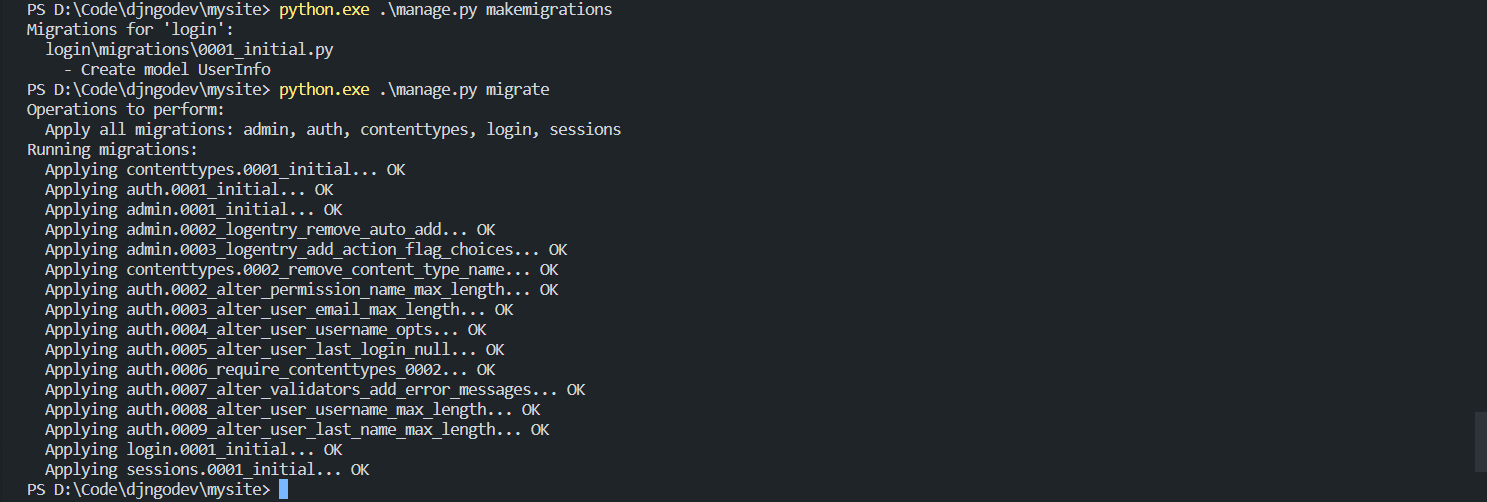 PS D:\Code\djngodev\mysite> python.exe .\manage.py makemigrations
Migrations for 'login':
  login\migrations\0001_initial.py
    - Create model UserInfo
PS D:\Code\djngodev\mysite> python.exe .\manage.py migrate
Operations to perform:
  Apply all migrations: admin, auth, contenttypes, login, sessions
Running migrations:
  Applying contenttypes.0001_initial... OK
  Applying auth.0001_initial... OK
  Applying admin.0001_initial... OK
  Applying admin.0002_logentry_remove_auto_add... OK
  Applying admin.0003_logentry_add_action_flag_choices... OK
  Applying contenttypes.0002_remove_content_type_name... OK
  Applying auth.0002_alter_permission_name_max_length... OK
  Applying auth.0003_alter_user_email_max_length... OK
  Applying auth.0004_alter_user_username_opts... OK
  Applying auth.0005_alter_user_last_login_null... OK
  Applying auth.0006_require_contenttypes_0002... OK
  Applying auth.0007_alter_validators_add_error_messages... OK
  Applying auth.0008_alter_user_username_max_length... OK
  Applying auth.0009_alter_user_last_name_max_length... OK
  Applying login.0001_initial... OK
  Applying sessions.0001_initial... OK
PS D:\Code\djngodev\mysite>